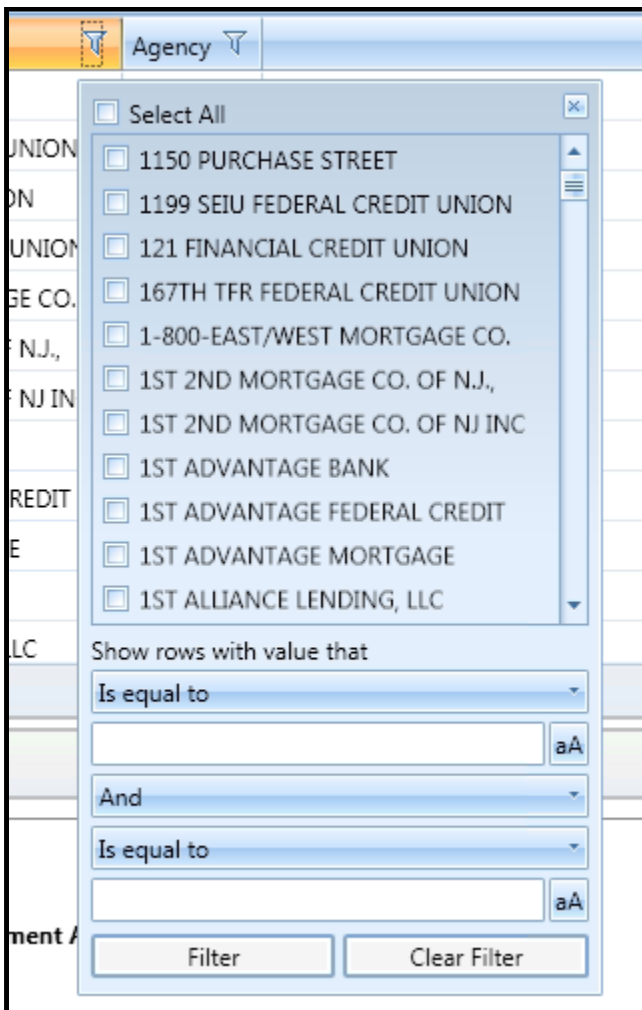 Agency
Select All
UNION
1150 PURCHASE STREET
ON
1199 SEIU FEDERAL CREDIT UNION
UNION
121 FINANCIAL CREDIT UNION
167TH TFR FEDERAL CREDIT UNION
GE CO.
1-800-EAST/WEST MORTGAGE CO.
F N.J.,
1ST 2ND MORTGAGE CO. OF N.J.,
F NJ IN
1ST 2ND MORTGAGE CO. OF NJ INC
1ST ADVANTAGE BANK
REDIT
1ST ADVANTAGE FEDERAL CREDIT
E
1ST ADVANTAGE MORTGAGE
1ST ALLIANCE LENDING, LLC
LLC
Show rows with value that
Is equal to
aA
And
Is equal to
aA
ment A
Filter
Clear Filter